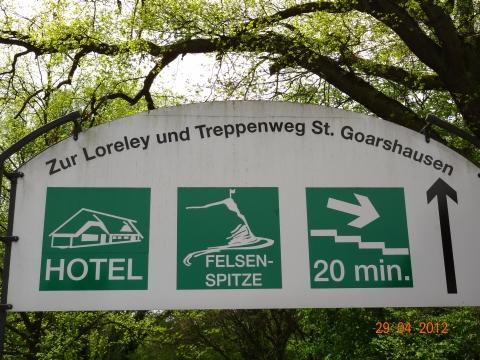 Zur Loreley und Treppenweg St. Goarshausen
HOTEL
FELSEN-
SPITZE
20 min.
29 04 2012